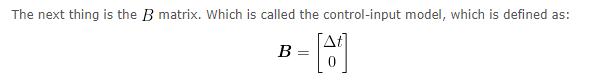 The next thing is the B matrix. Which is called the control-input model, which is defined as:
B = [Δt
0]